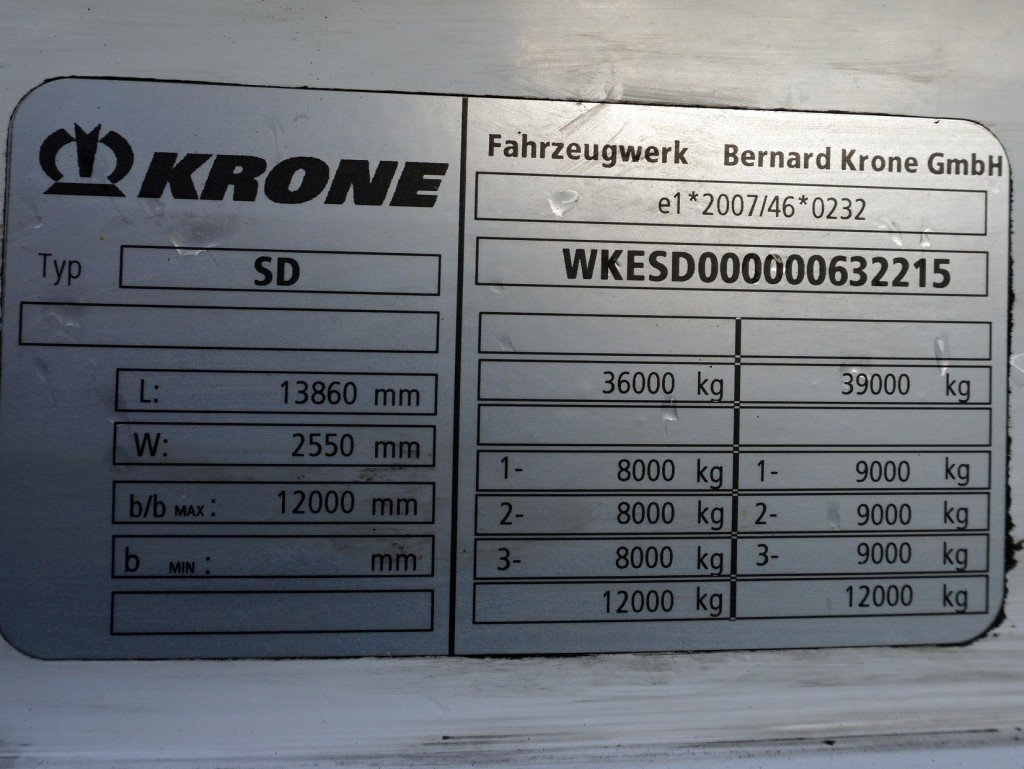 KRONE
Typ SD
L: 13860 mm
W: 2550 mm
b/b MAX : 12000 mm
b MIN : mm
Fahrzeugwerk Bernard Krone GmbH
e1*2007/46*0232
WKESD000000632215
36000 kg 39000 kg
1- 8000 kg 1- 9000 kg
2- 8000 kg 2- 9000 kg
3- 8000 kg 3- 9000 kg
12000 kg 12000 kg